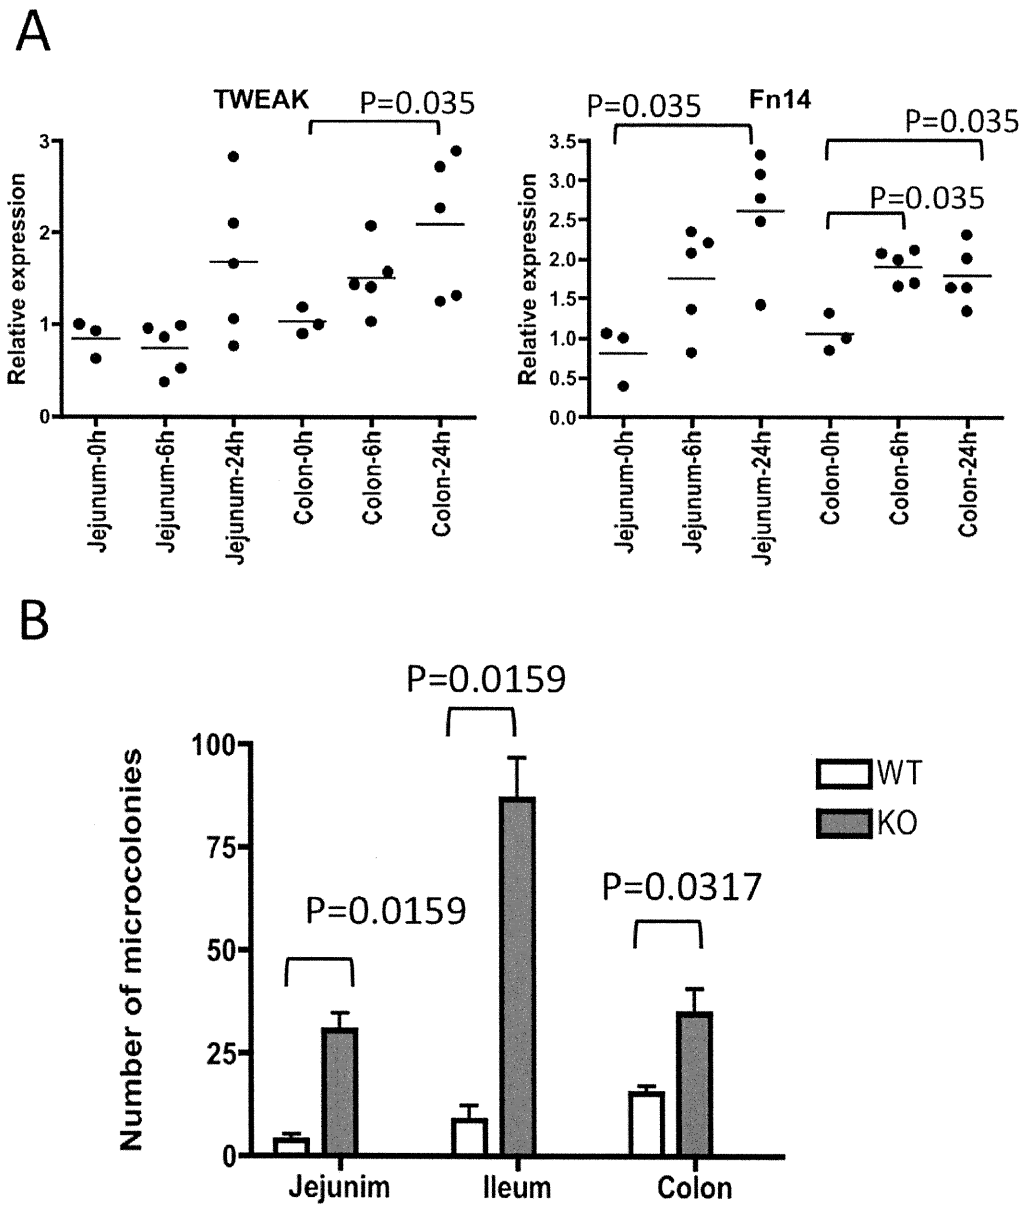 A
TWEAK
P=0.035
Relative expression
3
2
1
0
Jejunum-0h
Jejunum-6h
Jejunum-24h
Colon-0h
Colon-6h
Colon-24h
P=0.035
Fn14
P=0.035
P=0.035
Relative expression
3.5
3.0
2.5
2.0
1.5
1.0
0.5
0.0
Jejunum-0h
Jejunum-6h
Jejunum-24h
Colon-0h
Colon-6h
Colon-24h
B
P=0.0159
P=0.0159
P=0.0317
WT
KO
Number of microcolonies
100
75
50
25
0
Jejunim
Ileum
Colon